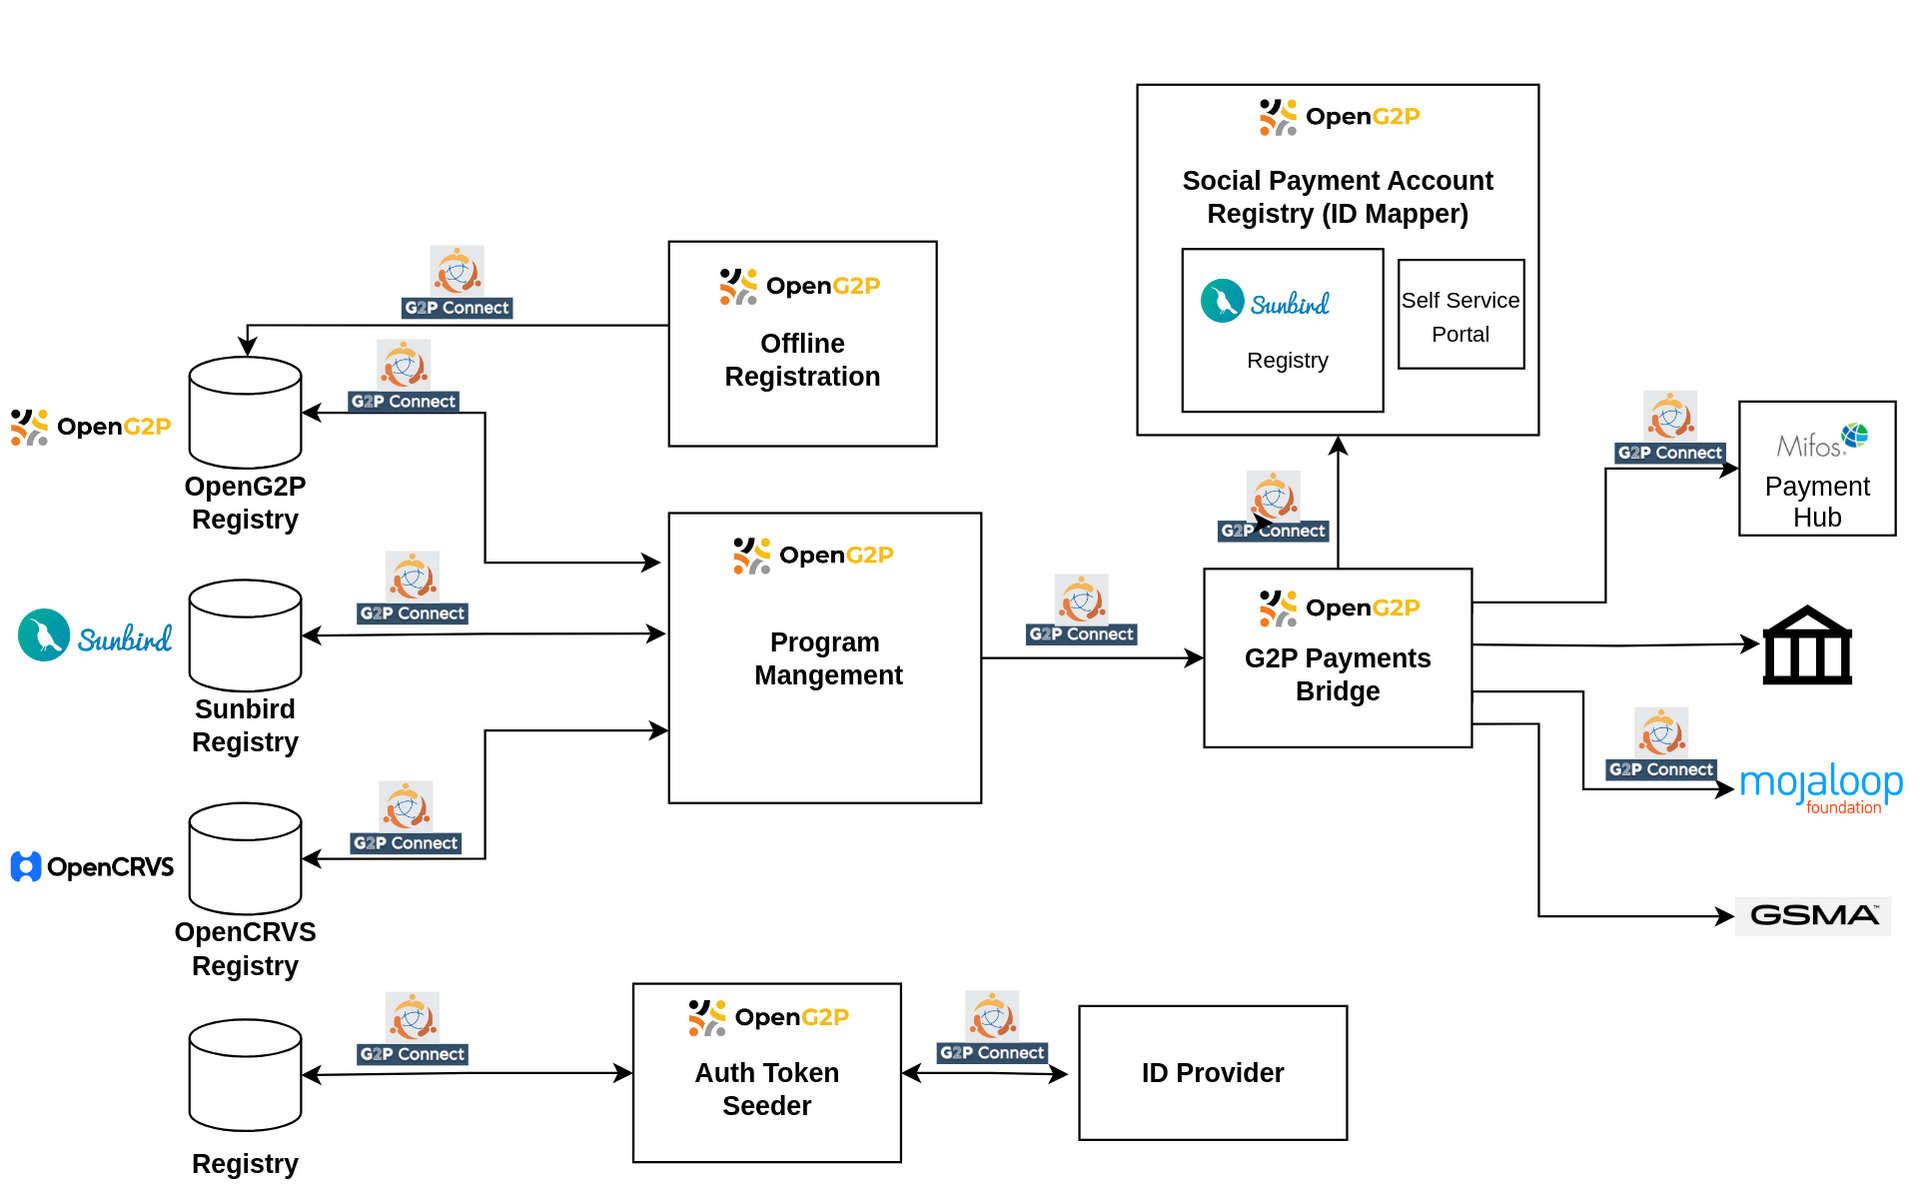 OpenG2P
Social Payment Account
Registry (ID Mapper)
Sunbird
Registry
Self Service
Portal
G2P Connect
OpenG2P
Offline
Registration
G2P Connect
OpenG2P
OpenG2P
Registry
G2P Connect
Mifos
Payment
Hub
G2P Connect
OpenG2P
Program
Mangement
G2P Connect
G2P Connect
Sunbird
Sunbird
Registry
OpenG2P
G2P Payments
Bridge
G2P Connect
mojaloop
foundation
G2P Connect
OpenCRVS
OpenCRVS
Registry
GSMA™
G2P Connect
Registry
OpenG2P
Auth Token
Seeder
G2P Connect
ID Provider